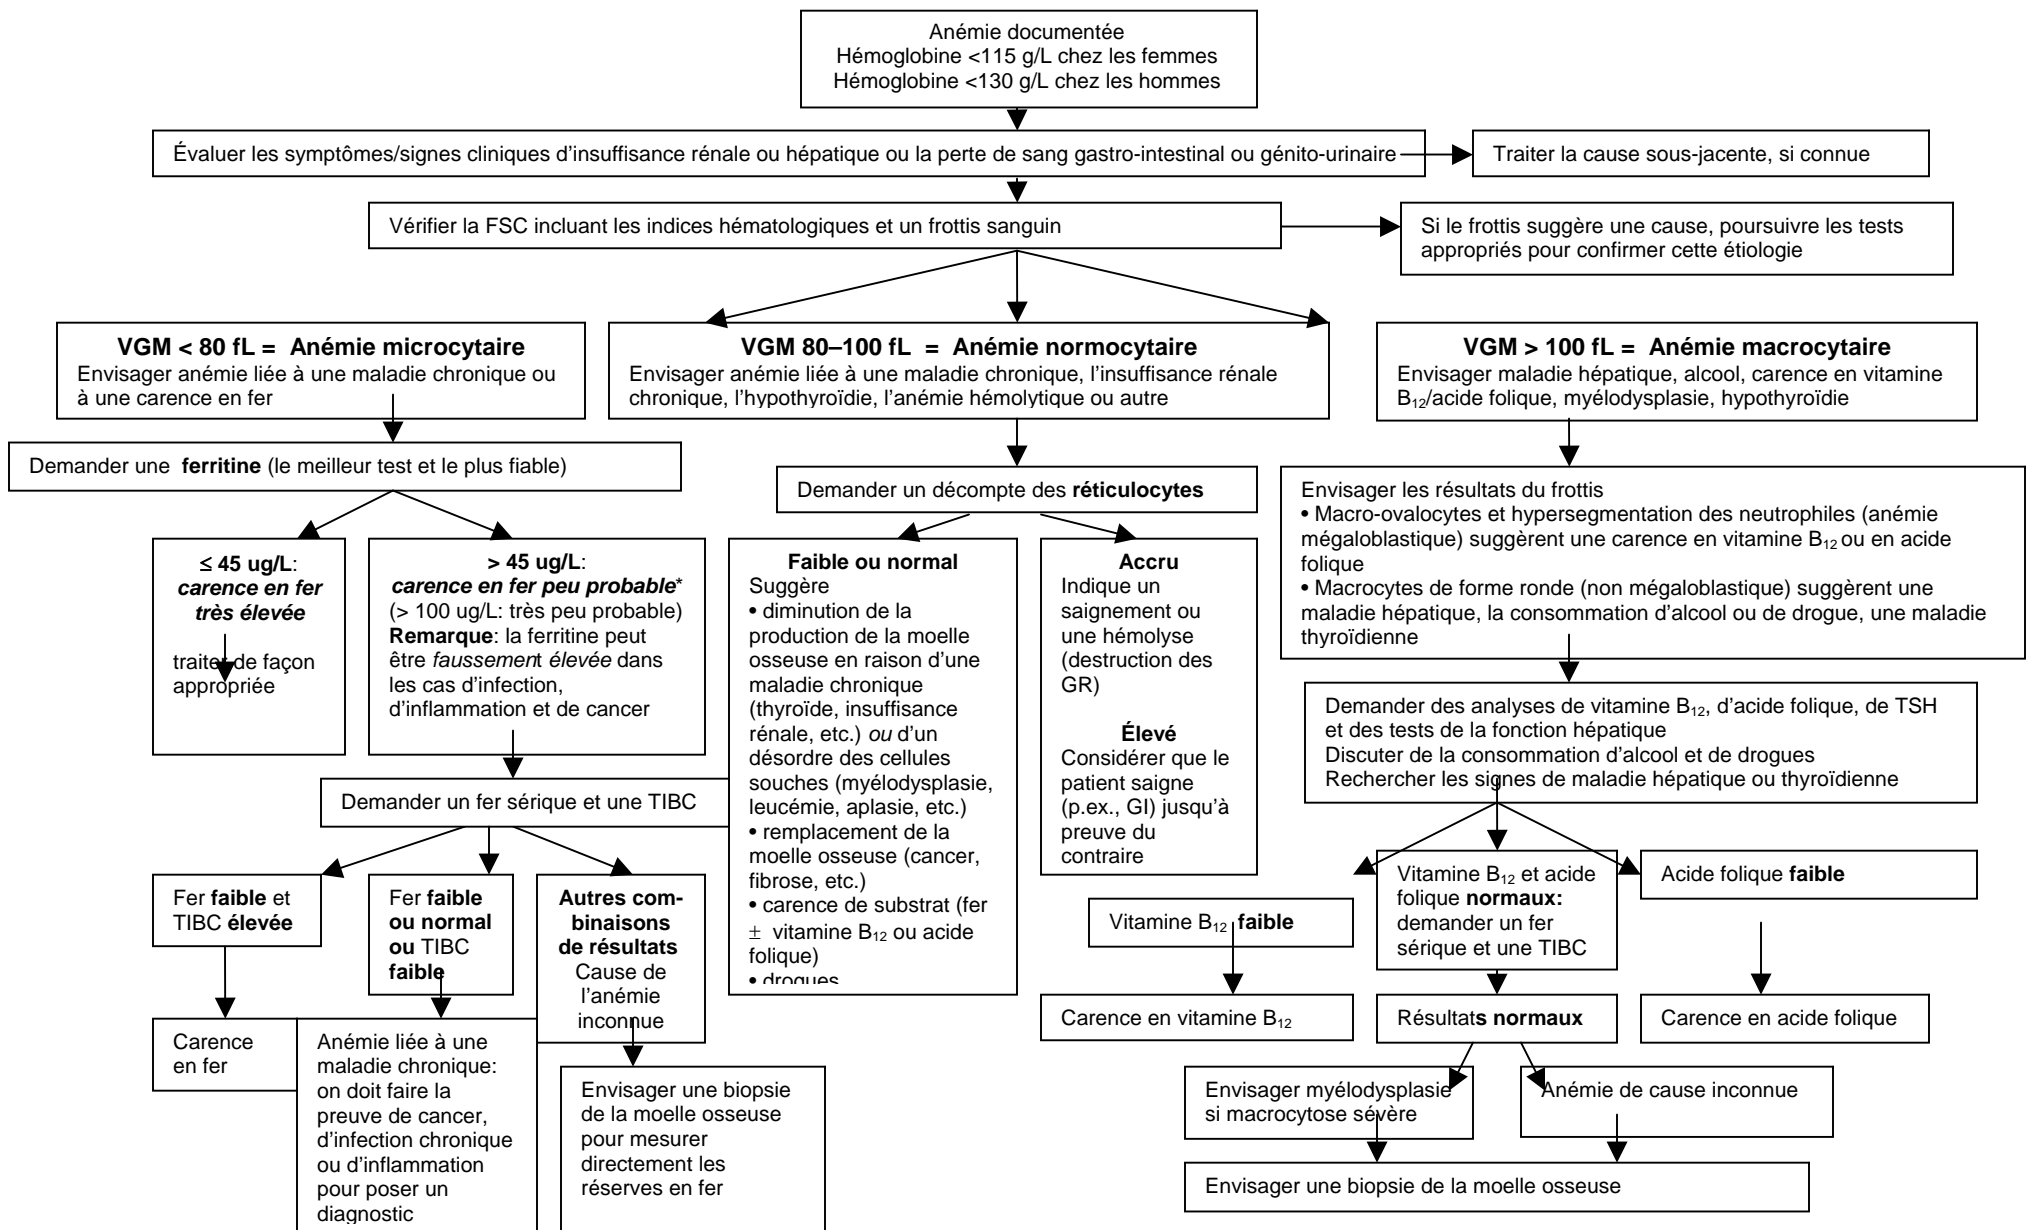 Anémie documentée
Hémoglobine <115 g/L chez les femmes
Hémoglobine <130 g/L chez les hommes
Évaluer les symptômes/signes cliniques d’insuffisance rénale ou hépatique ou la perte de sang gastro-intestinal ou génito-urinaire
Traiter la cause sous-jacente, si connue
Vérifier la FSC incluant les indices hématologiques et un frottis sanguin
Si le frottis suggère une cause, poursuivre les tests
appropriés pour confirmer cette étiologie
VGM < 80 fL = Anémie microcytaire
Envisager anémie liée à une maladie chronique ou
à une carence en fer
VGM 80–100 fL = Anémie normocytaire
Envisager anémie liée à une maladie chronique, l’insuffisance rénale
chronique, l’hypothyroïdie, l’anémie hémolytique ou autre
VGM > 100 fL = Anémie macrocytaire
Envisager maladie hépatique, alcool, carence en vitamine
B12/acide folique, myélodysplasie, hypothyroïdie
Demander une ferritine (le meilleur test et le plus fiable)
Demander un décompte des réticulocytes
Envisager les résultats du frottis
• Macro-ovalocytes et hypersegmentation des neutrophiles (anémie
mégaloblastique) suggèrent une carence en vitamine B12 ou en acide
folique
• Macrocytes de forme ronde (non mégaloblastique) suggèrent une
maladie hépatique, la consommation d’alcool ou de drogue, une maladie
thyroïdienne
≤ 45 ug/L:
carence en fer
très élevée
traiter de façon
appropriée
> 45 ug/L:
carence en fer peu probable*
(> 100 ug/L: très peu probable)
Remarque: la ferritine peut
être faussement élevée dans
les cas d’infection,
d’inflammation et de cancer
Faible ou normal
Suggère
• diminution de la
production de la moelle
osseuse en raison d’une
maladie chronique
(thyroïde, insuffisance
rénale, etc.) ou d’un
désordre des cellules
souches (myélodysplasie,
leucémie, aplasie, etc.)
• remplacement de la
moelle osseuse (cancer,
fibrose, etc.)
• carence de substrat (fer
± vitamine B12 ou acide
folique)
• drogues
Accru
Indique un
saignement ou
une hémolyse
(destruction des
GR)
Élevé
Considérer que le
patient saigne
(p.ex., GI) jusqu’à
preuve du
contraire
Demander des analyses de vitamine B12, d’acide folique, de TSH
et des tests de la fonction hépatique
Discuter de la consommation d’alcool et de drogues
Rechercher les signes de maladie hépatique ou thyroïdienne
Demander un fer sérique et une TIBC
Fer faible et
TIBC élevée
Fer faible
ou normal
ou TIBC
faible
Autres com-
binaisons
de résultats
Cause de
l’anémie
inconnue
Vitamine B12 faible
Vitamine B12 et acide
folique normaux:
demander un fer
sérique et une TIBC
Acide folique faible
Carence
en fer
Anémie liée à une
maladie chronique:
on doit faire la
preuve de cancer,
d’infection chronique
ou d’inflammation
pour poser un
diagnostic
Envisager une biopsie
de la moelle osseuse
pour mesurer
directement les
réserves en fer
Carence en vitamine B12
Résultats normaux
Carence en acide folique
Envisager myélodysplasie
si macrocytose sévère
Anémie de cause inconnue
Envisager une biopsie de la moelle osseuse